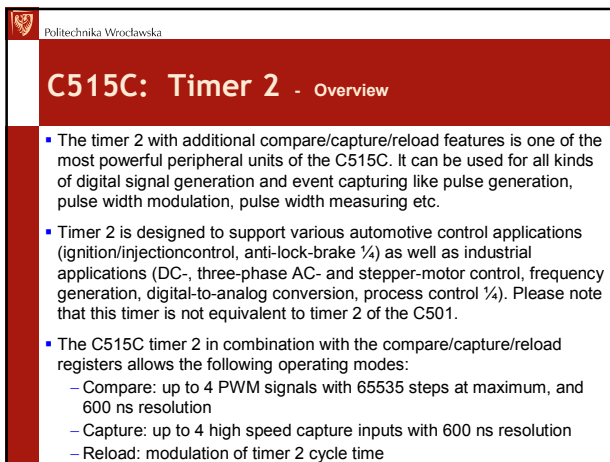 Politechnika Wrocławska
C515C: Timer 2 - Overview
▪ The timer 2 with additional compare/capture/reload features is one of the
most powerful peripheral units of the C515C. It can be used for all kinds
of digital signal generation and event capturing like pulse generation,
pulse width modulation, pulse width measuring etc.
▪ Timer 2 is designed to support various automotive control applications
(ignition/injectioncontrol, anti-lock-brake ¼) as well as industrial
applications (DC-, three-phase AC- and stepper-motor control, frequency
generation, digital-to-analog conversion, process control ¼). Please note
that this timer is not equivalent to timer 2 of the C501.
▪ The C515C timer 2 in combination with the compare/capture/reload
registers allows the following operating modes:
– Compare: up to 4 PWM signals with 65535 steps at maximum, and
600 ns resolution
– Capture: up to 4 high speed capture inputs with 600 ns resolution
– Reload: modulation of timer 2 cycle time